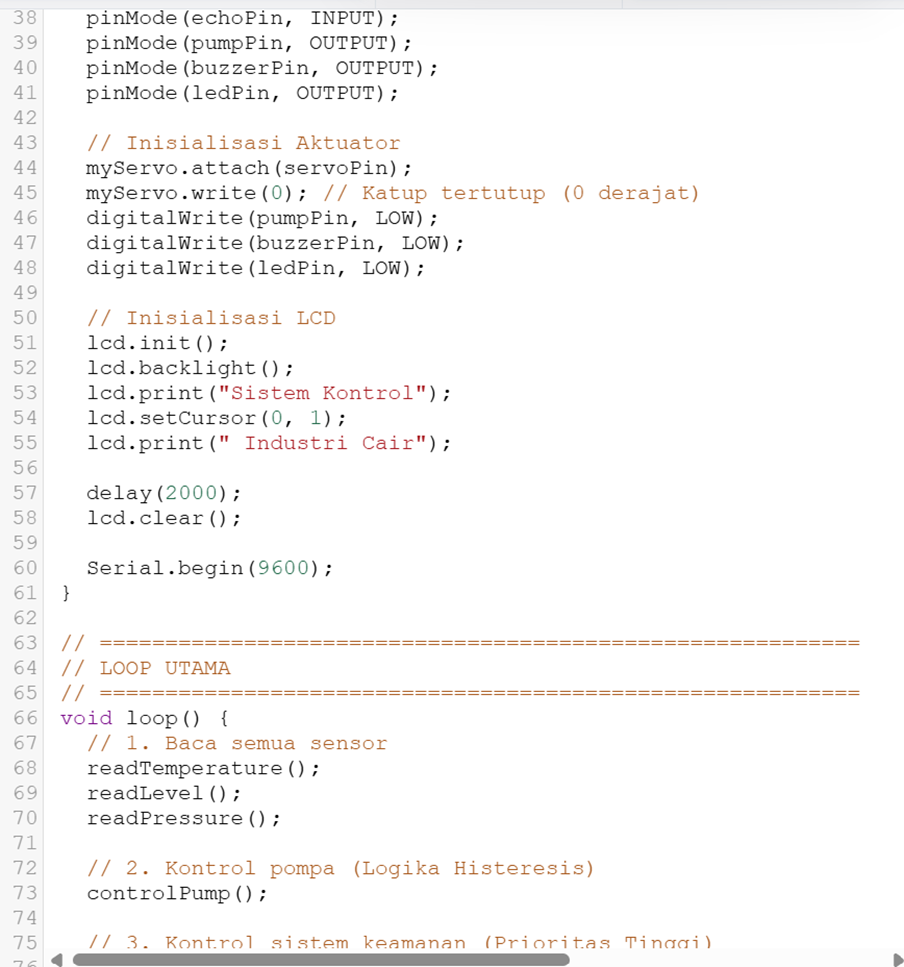 38 pinMode(echoPin, INPUT);
39 pinMode(pumpPin, OUTPUT);
40 pinMode(buzzerPin, OUTPUT);
41 pinMode(ledPin, OUTPUT);
42
43 // Inisialisasi Aktuator
44 myServo.attach(servoPin);
45 myServo.write(0); // Katup tertutup (0 derajat)
46 digitalWrite(pumpPin, LOW);
47 digitalWrite(buzzerPin, LOW);
48 digitalWrite(ledPin, LOW);
49
50 // Inisialisasi LCD
51 lcd.init();
52 lcd.backlight();
53 lcd.print("Sistem Kontrol");
54 lcd.setCursor(0, 1);
55 lcd.print(" Industri Cair");
56
57 delay(2000);
58 lcd.clear();
59
60 Serial.begin(9600);
61 }
62
63 // ==========================================================
64 // LOOP UTAMA
65 // ==========================================================
66 void loop() {
67 // 1. Baca semua sensor
68 readTemperature();
69 readLevel();
70 readPressure();
71
72 // 2. Kontrol pompa (Logika Histeresis)
73 controlPump();
74
75 // 3. Kontrol sistem keamanan (Prioritas Tinggi)
76